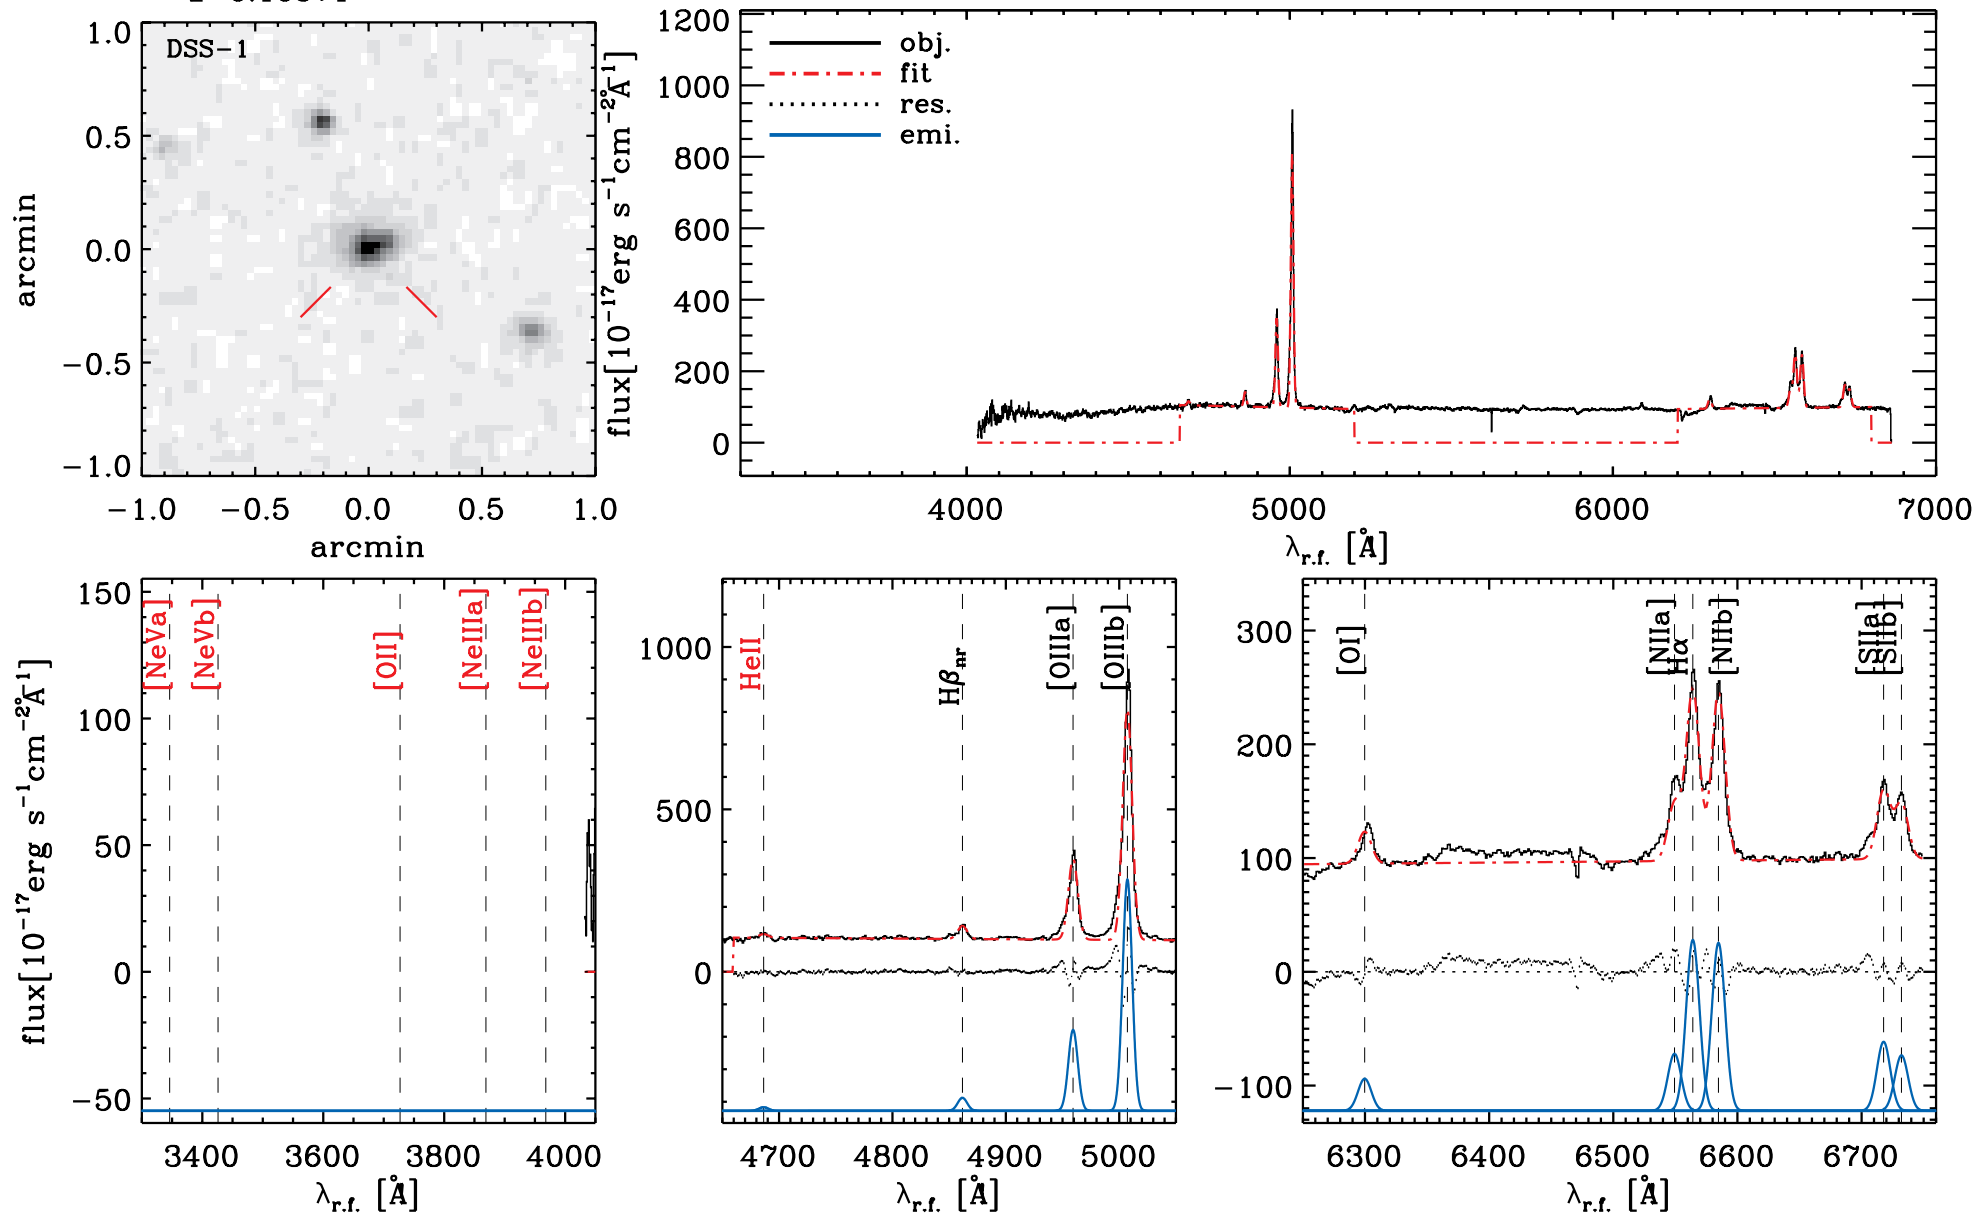 DSS-1
1.0
0.5
0.0
-0.5
-1.0
arcmin
-1.0 -0.5 0.0 0.5 1.0
arcmin
flux[10⁻¹⁷erg s⁻¹cm⁻²Å⁻¹]
1200
1000
800
600
400
200
0
obj.
fit
res.
emi.
4000 5000 6000 7000
λr.f. [Å]
flux[10⁻¹⁷erg s⁻¹cm⁻²Å⁻¹]
150
100
50
0
-50
[NeVa] [NeVb] [OII] [NeIIIa] [NeIIIb]
3400 3600 3800 4000
λr.f. [Å]
1000
500
0
HeII Hβnr [OIIIa] [OIIIb]
4700 4800 4900 5000
λr.f. [Å]
300
200
100
0
-100
[OI] [NIIa] Hα [NIIb] [SIIa] [SIIb]
6300 6400 6500 6600 6700
λr.f. [Å]